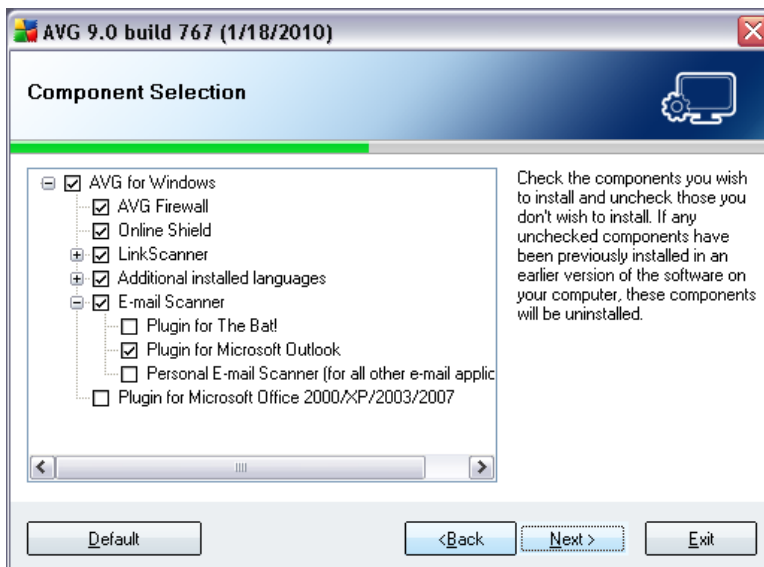 AVG 9.0 build 767 (1/18/2010)
Component Selection
AVG for Windows
AVG Firewall
Online Shield
LinkScanner
Additional installed languages
E-mail Scanner
Plugin for The Bat!
Plugin for Microsoft Outlook
Personal E-mail Scanner (for all other e-mail applic
Plugin for Microsoft Office 2000/XP/2003/2007
Check the components you wish
to install and uncheck those you
don't wish to install. If any
unchecked components have
been previously installed in an
earlier version of the software on
your computer, these components
will be uninstalled.
Default
<Back
Next >
Exit